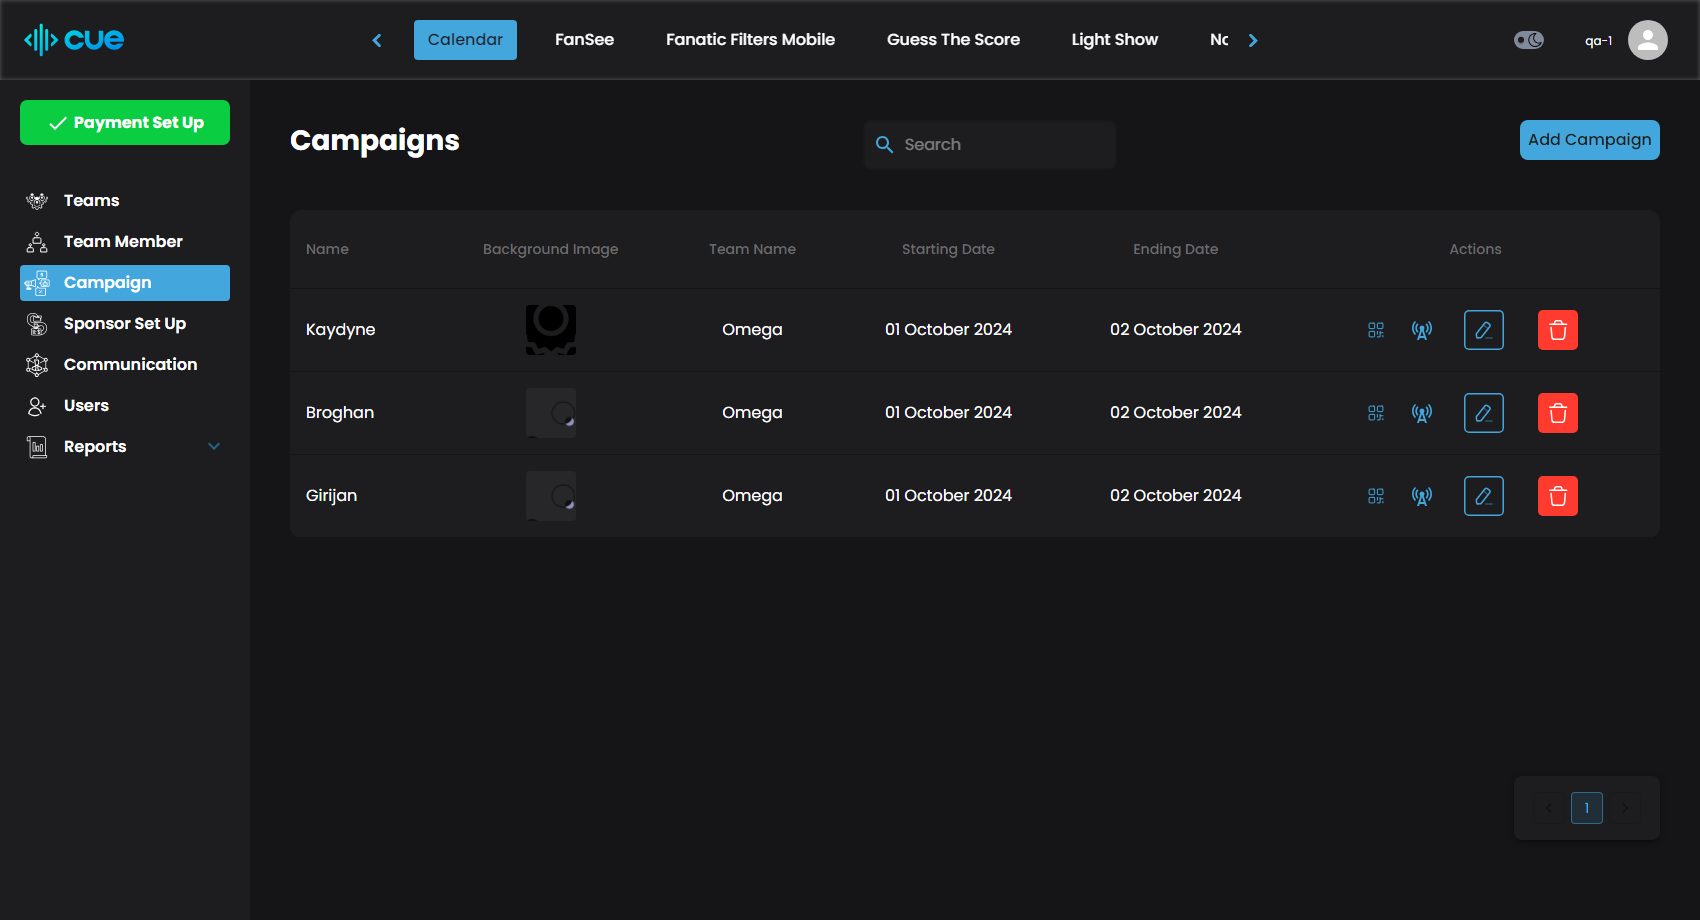 cue
Calendar
FanSee
Fanatic Filters Mobile
Guess The Score
Light Show
qa-1
Payment Set Up
Teams
Team Member
Campaign
Sponsor Set Up
Communication
Users
Reports
Campaigns
Search
Add Campaign
Name Background Image Team Name Starting Date Ending Date Actions
Kaydyne Omega 01 October 2024 02 October 2024
Broghan Omega 01 October 2024 02 October 2024
Girijan Omega 01 October 2024 02 October 2024
1